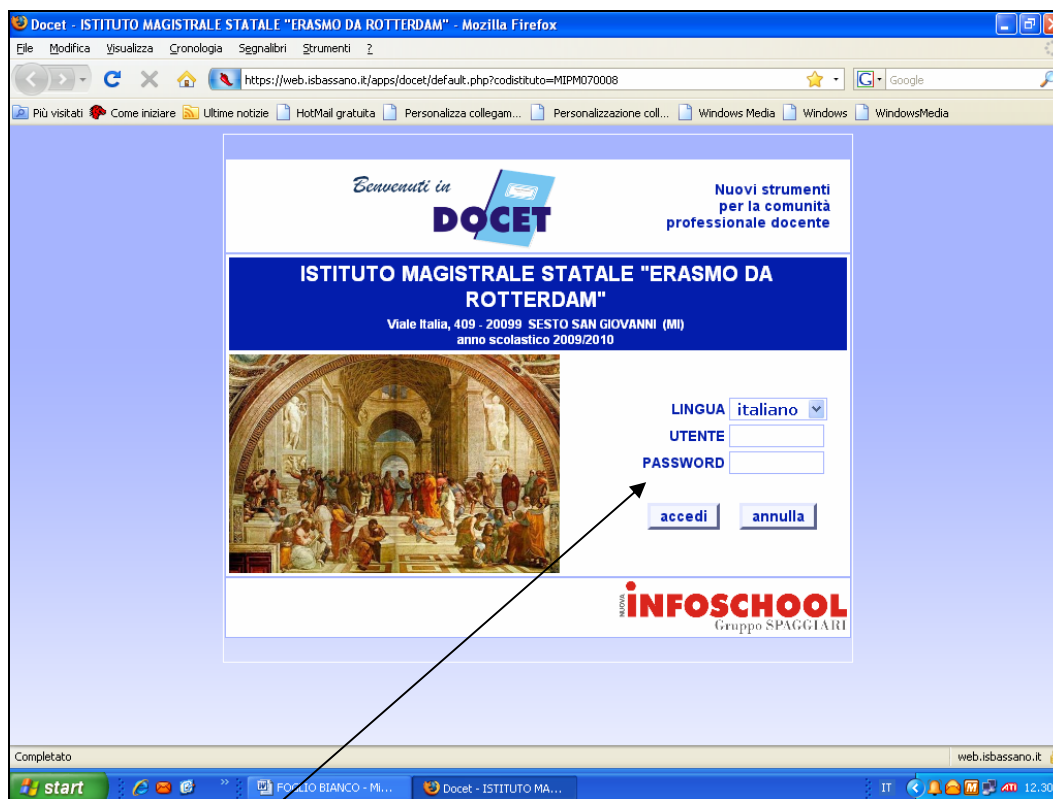 Docet - ISTITUTO MAGISTRALE STATALE "ERASMO DA ROTTERDAM" - Mozilla Firefox
File Modifica Visualizza Cronologia Segnalibri Strumenti ?
https://web.isbassano.it/apps/docet/default.php?codistituto=MIPM070008
G Google
Più visitati Come iniziare Ultime notizie HotMail gratuita Personalizza collegam... Personalizzazione coll... Windows Media Windows WindowsMedia
Benvenuti in
DOCET
Nuovi strumenti
per la comunità
professionale docente
ISTITUTO MAGISTRALE STATALE "ERASMO DA
ROTTERDAM"
Viale Italia, 409 - 20099 SESTO SAN GIOVANNI (MI)
anno scolastico 2009/2010
LINGUA italiano
UTENTE
PASSWORD
accedi annulla
NUOVA iNFOSCHOOL
Gruppo SPAGGIARI
Completato
web.isbassano.it
start
FOGLIO BIANCO - Mi...
Docet - ISTITUTO MA...
IT
ATI
12.30